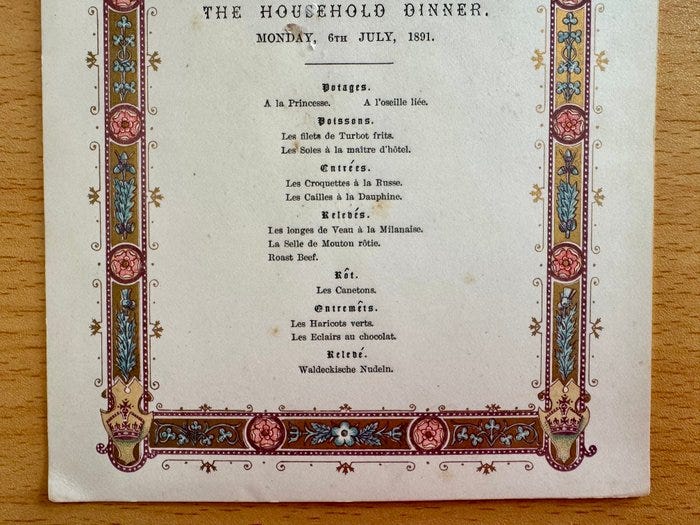 THE HOUSEHOLD DINNER.
MONDAY, 6TH JULY, 1891.
Potages.
A la Princesse. A l'oseille liée.
Poissons.
Les filets de Turbot frits.
Les Soles à la maître d'hôtel.
Entrées.
Les Croquettes à la Russe.
Les Cailles à la Dauphine.
Relevés.
Les longes de Veau à la Milanaise.
La Selle de Mouton rôtie.
Roast Beef.
Rôt.
Les Canetons.
Entremêts.
Les Haricots verts.
Les Eclairs au chocolat.
Relevé.
Waldeckische Nudeln.